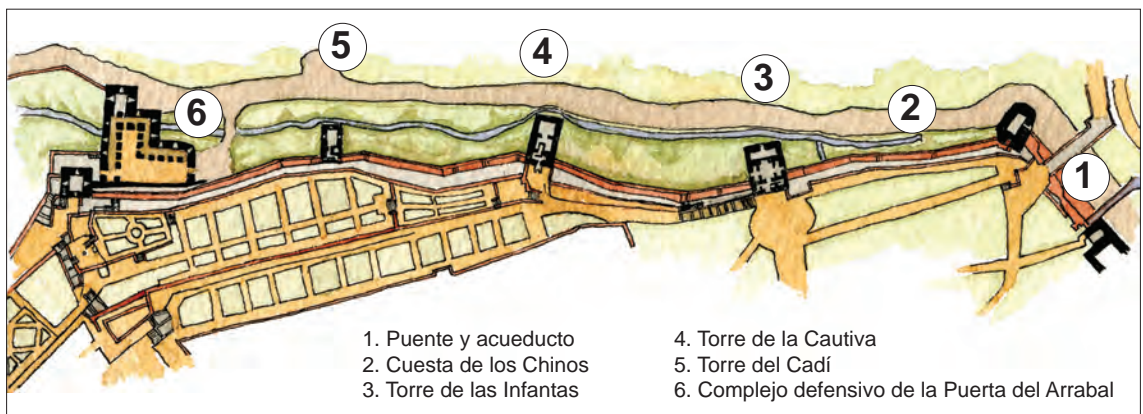 5
4
3
6
2
1
1. Puente y acueducto
2. Cuesta de los Chinos
3. Torre de las Infantas
4. Torre de la Cautiva
5. Torre del Cadí
6. Complejo defensivo de la Puerta del Arrabal